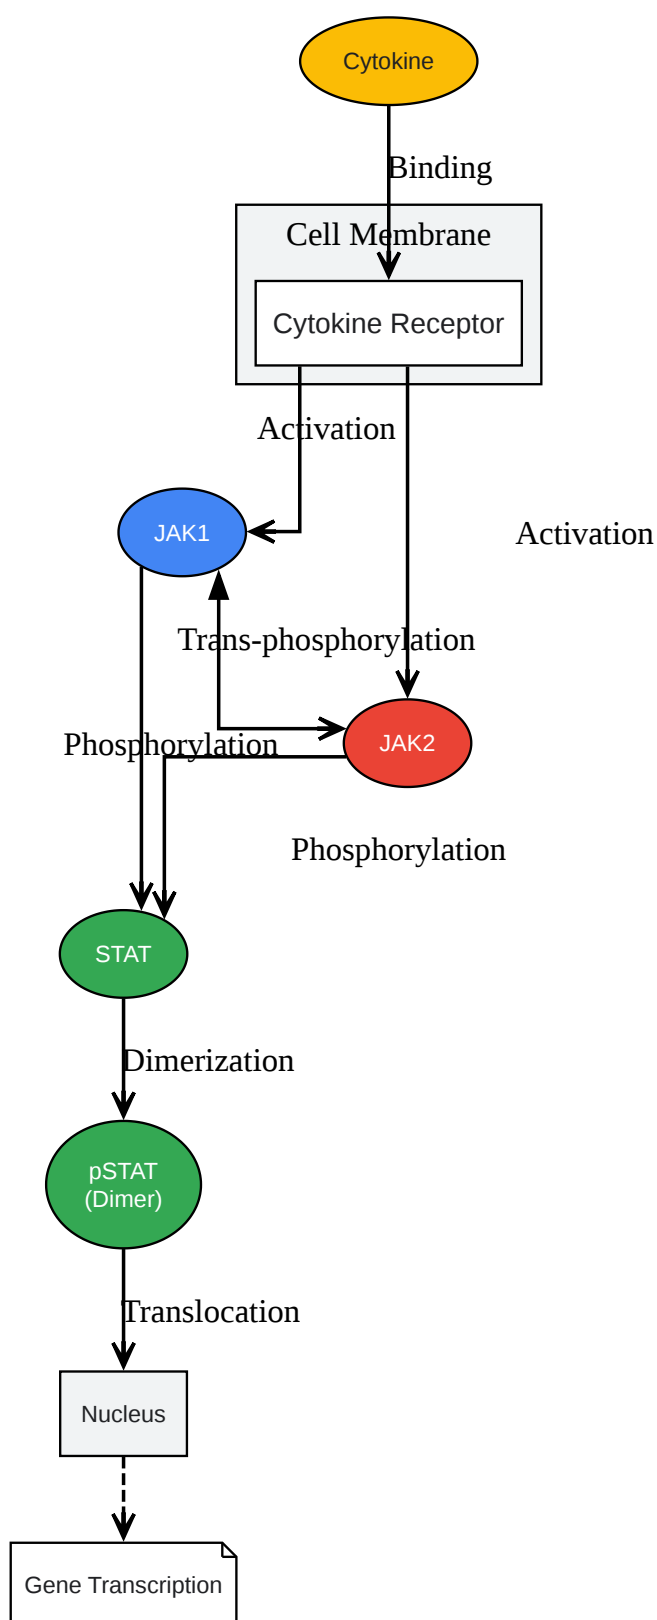 Cytokine
Binding
Cell Membrane
Cytokine Receptor
Activation
JAK1
Activation
Trans-phosphorylation
Phosphorylation
JAK2
Phosphorylation
STAT
Dimerization
pSTAT
(Dimer)
Translocation
Nucleus
Gene Transcription